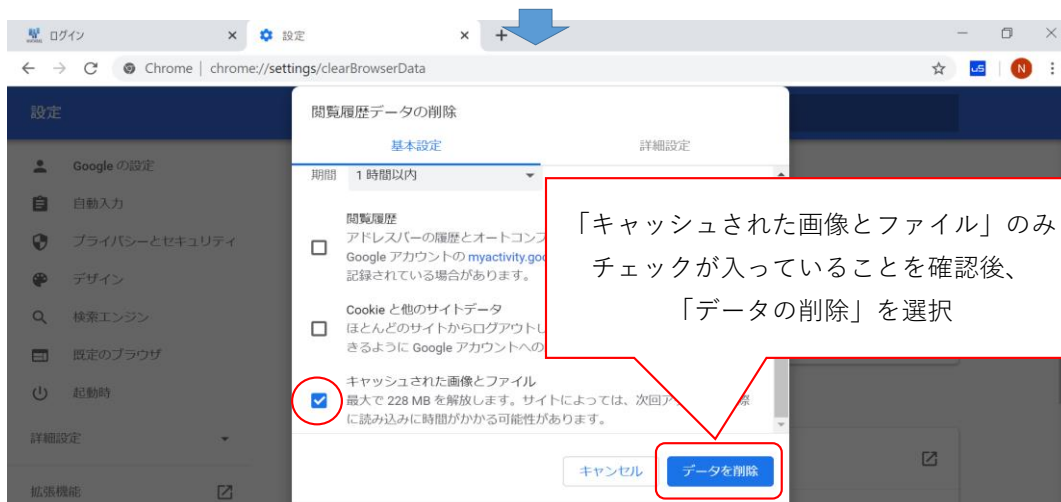 ログイン
設定
Chrome | chrome://settings/clearBrowserData
N
設定
閲覧履歴データの削除
基本設定
詳細設定
Google の設定
自動入力
プライバシーとセキュリティ
デザイン
検索エンジン
既定のブラウザ
起動時
詳細設定
拡張機能
期間 1 時間以内
閲覧履歴
アドレスバーの履歴とオートコンプ
Google アカウントの myactivity.goo
記録されている場合があります。
Cookie と他のサイトデータ
ほとんどのサイトからログアウトし
きるように Google アカウントへの
キャッシュされた画像とファイル
最大で 228 MB を解放します。サイトによっては、次回ア
に読み込みに時間がかかる可能性があります。
「キャッシュされた画像とファイル」のみ
チェックが入っていることを確認後、
「データの削除」を選択
キャンセル
データを削除